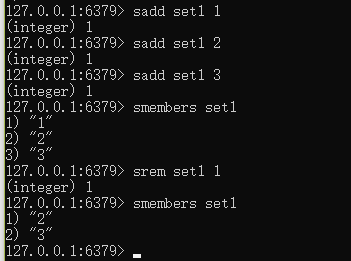 127.0.0.1:6379> sadd set1 1
(integer) 1
127.0.0.1:6379> sadd set1 2
(integer) 1
127.0.0.1:6379> sadd set1 3
(integer) 1
127.0.0.1:6379> smembers set1
1) "1"
2) "2"
3) "3"
127.0.0.1:6379> srem set1 1
(integer) 1
127.0.0.1:6379> smembers set1
1) "2"
2) "3"
127.0.0.1:6379>